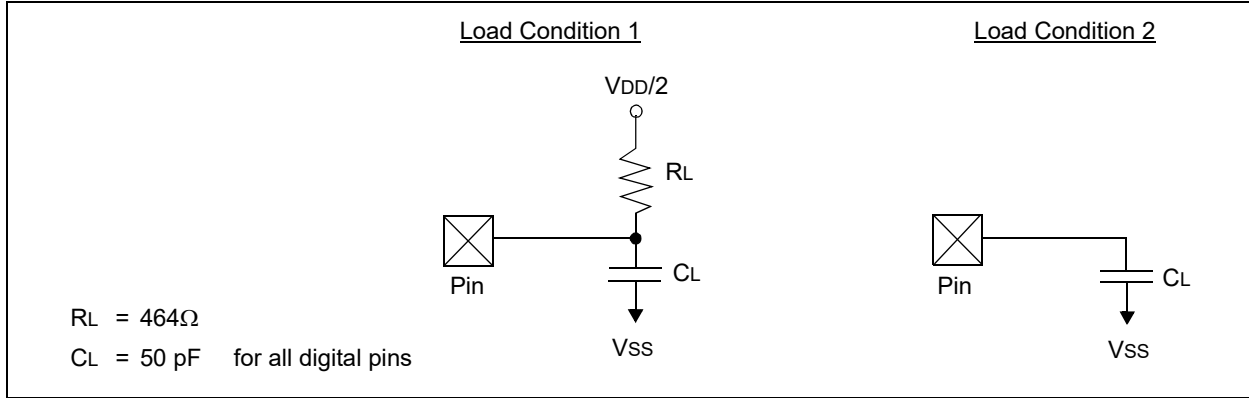 Load Condition 1
VDD/2
RL
Pin
CL
VSS
Load Condition 2
Pin
CL
VSS
RL = 464Ω
CL = 50 pF for all digital pins